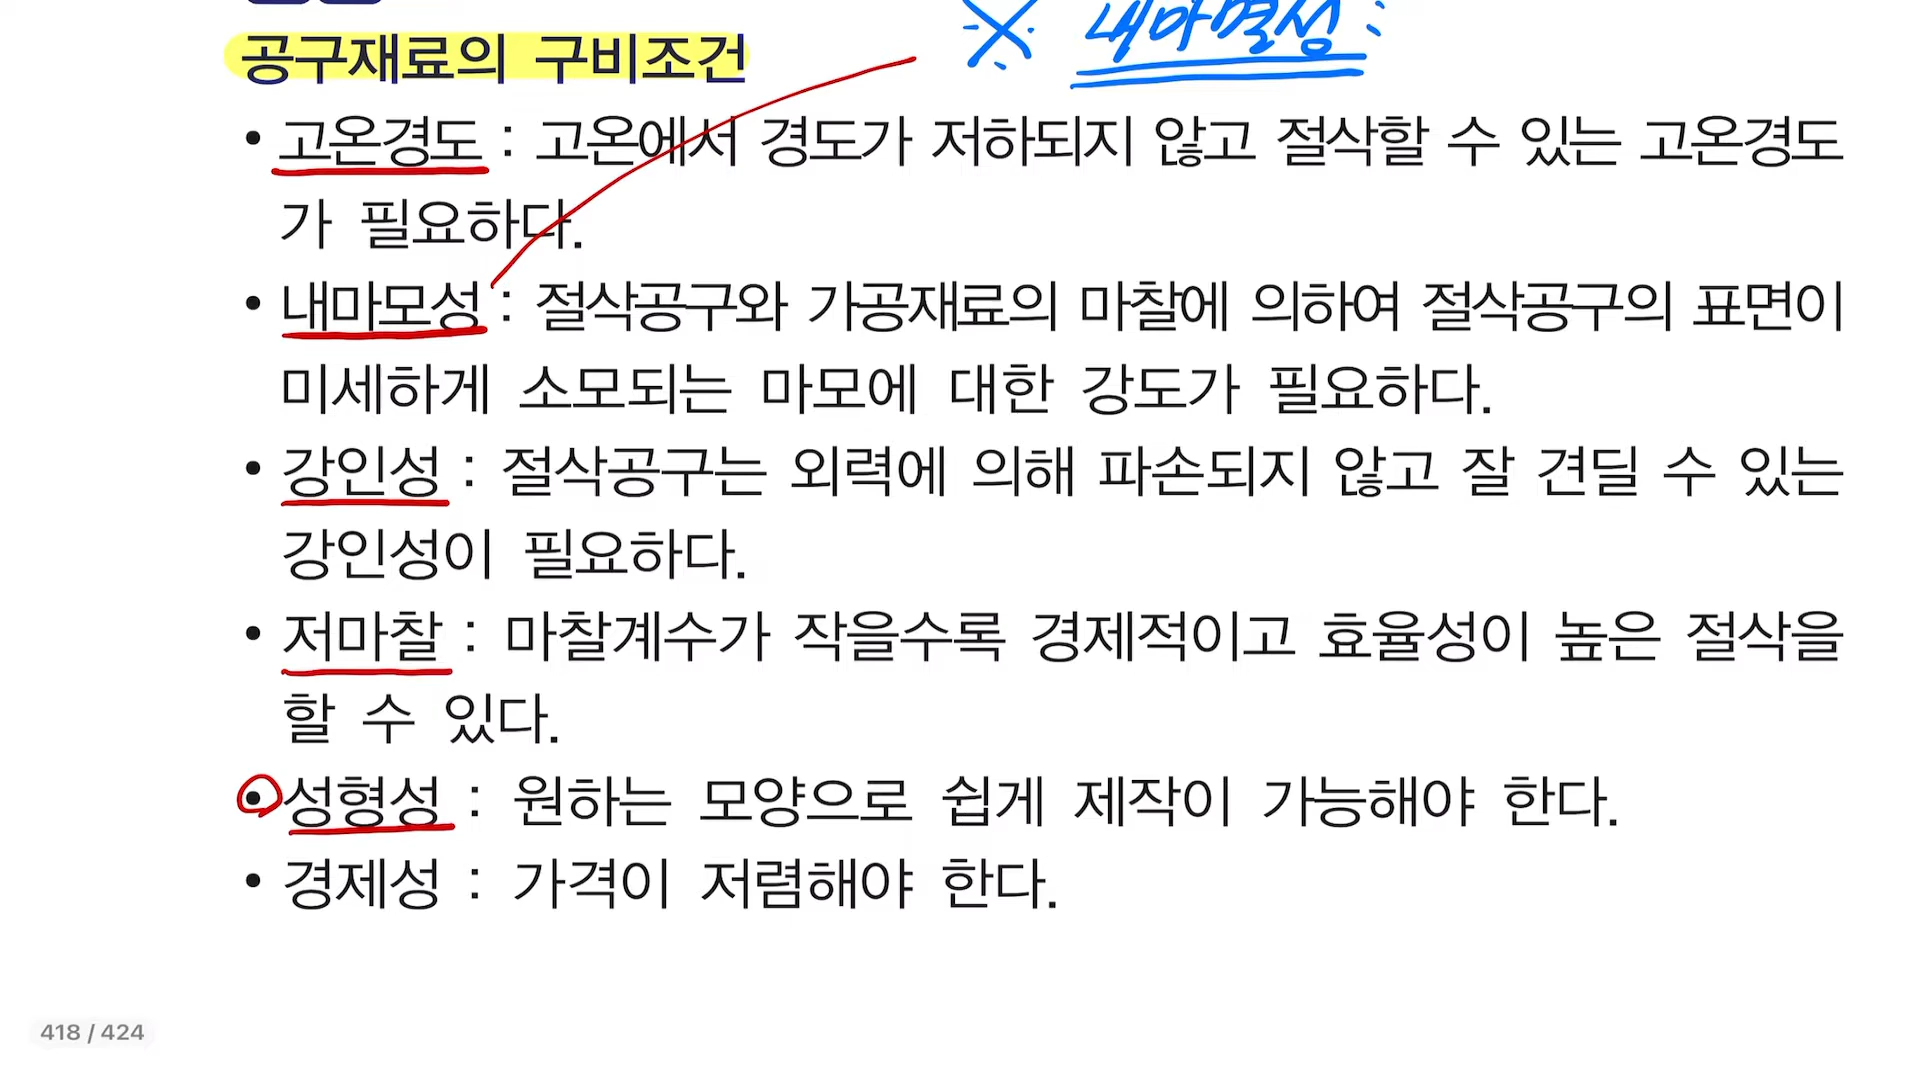 ※ 내마멸성 :
공구재료의 구비조건
• 고온경도 : 고온에서 경도가 저하되지 않고 절삭할 수 있는 고온경도
가 필요하다.
• 내마모성 : 절삭공구와 가공재료의 마찰에 의하여 절삭공구의 표면이
미세하게 소모되는 마모에 대한 강도가 필요하다.
• 강인성 : 절삭공구는 외력에 의해 파손되지 않고 잘 견딜 수 있는
강인성이 필요하다.
• 저마찰 : 마찰계수가 작을수록 경제적이고 효율성이 높은 절삭을
할 수 있다.
• 성형성 : 원하는 모양으로 쉽게 제작이 가능해야 한다.
• 경제성 : 가격이 저렴해야 한다.
418 / 424